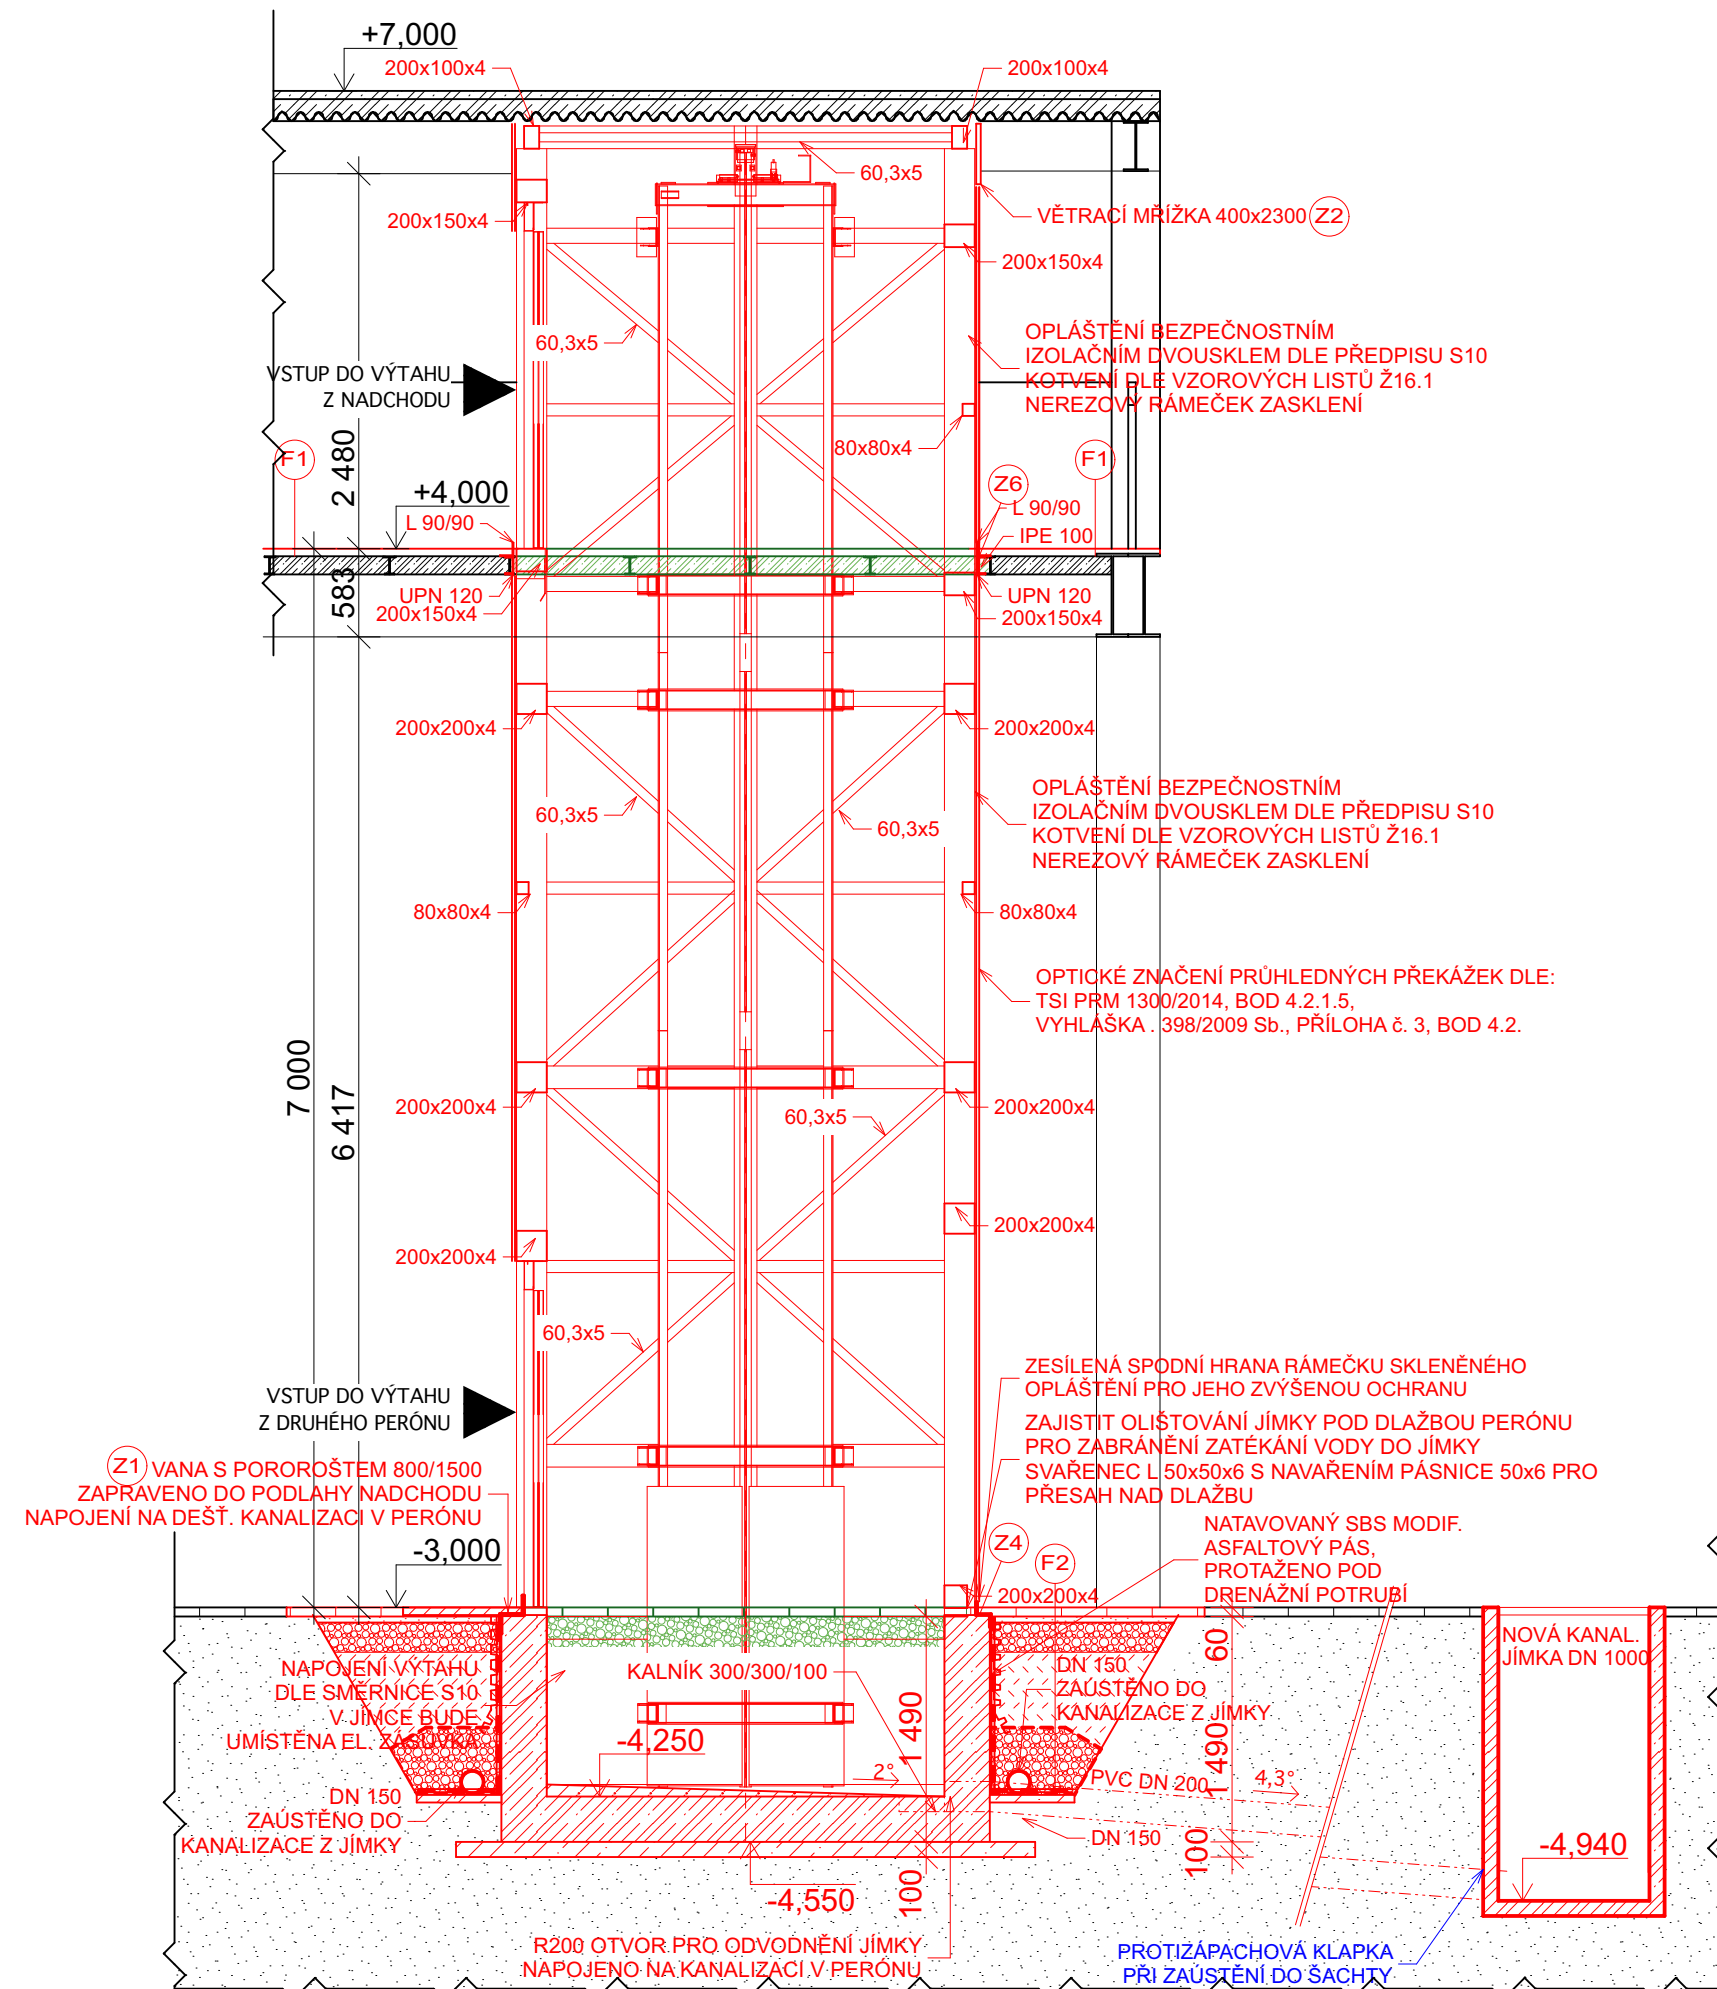 +7,000
200x100x4
200x100x4
60,3x5
200x150x4
VĚTRACÍ MŘÍŽKA 400x2300 Z2
200x150x4
60,3x5
OPLÁŠTĚNÍ BEZPEČNOSTNÍM
IZOLAČNÍM DVOUSKLEM DLE PŘEDPISU S10
KOTVENÍ DLE VZOROVÝCH LISTŮ Ž16.1
NEREZOVÝ RÁMEČEK ZASKLENÍ
VSTUP DO VÝTAHU
Z NADCHODU
80x80x4
F1
2 480
F1
+4,000
Z6
L 90/90
L 90/90
IPE 100
583
UPN 120
200x150x4
UPN 120
200x150x4
200x200x4
200x200x4
60,3x5
60,3x5
OPLÁŠTĚNÍ BEZPEČNOSTNÍM
IZOLAČNÍM DVOUSKLEM DLE PŘEDPISU S10
KOTVENÍ DLE VZOROVÝCH LISTŮ Ž16.1
NEREZOVÝ RÁMEČEK ZASKLENÍ
80x80x4
80x80x4
OPTICKÉ ZNAČENÍ PRŮHLEDNÝCH PŘEKÁŽEK DLE:
TSI PRM 1300/2014, BOD 4.2.1.5,
VYHLÁŠKA . 398/2009 Sb., PŘÍLOHA č. 3, BOD 4.2.
7 000
6 417
200x200x4
200x200x4
60,3x5
200x200x4
200x200x4
60,3x5
VSTUP DO VÝTAHU
Z DRUHÉHO PERÓNU
ZESÍLENÁ SPODNÍ HRANA RÁMEČKU SKLENĚNÉHO
OPLÁŠTĚNÍ PRO JEHO ZVÝŠENOU OCHRANU
ZAJISTIT OLIŠTOVÁNÍ JÍMKY POD DLAŽBOU PERÓNU
PRO ZABRÁNĚNÍ ZATÉKÁNÍ VODY DO JÍMKY
SVAŘENEC L 50x50x6 S NAVAŘENÍM PÁSNICE 50x6 PRO
PŘESAH NAD DLAŽBU
Z1 VANA S POROROŠTEM 800/1500
ZAPRAVENO DO PODLAHY NADCHODU
NAPOJENÍ NA DEŠŤ. KANALIZACI V PERÓNU
NATAVOVANÝ SBS MODIF.
ASFALTOVÝ PÁS,
PROTAŽENO POD
DRENÁŽNÍ POTRUBÍ
-3,000
Z4
F2
200x200x4
NAPOJENÍ VÝTAHU
DLE SMĚRNICE S10
V JÍMCE BUDE
UMÍSTĚNA EL. ZÁSUVKA
KALNÍK 300/300/100
DN 150
ZAÚSTĚNO DO
KANALIZACE Z JÍMKY
60
NOVÁ KANAL.
JÍMKA DN 1000
1 490
1 490
-4,250
2°
PVC DN 200
4,3°
DN 150
ZAÚSTĚNO DO
KANALIZACE Z JÍMKY
DN 150
100
100
-4,940
-4,550
R200 OTVOR PRO ODVODNĚNÍ JÍMKY
NAPOJENO NA KANALIZACI V PERÓNU
PROTIZÁPACHOVÁ KLAPKA
PŘI ZAÚSTĚNÍ DO ŠACHTY